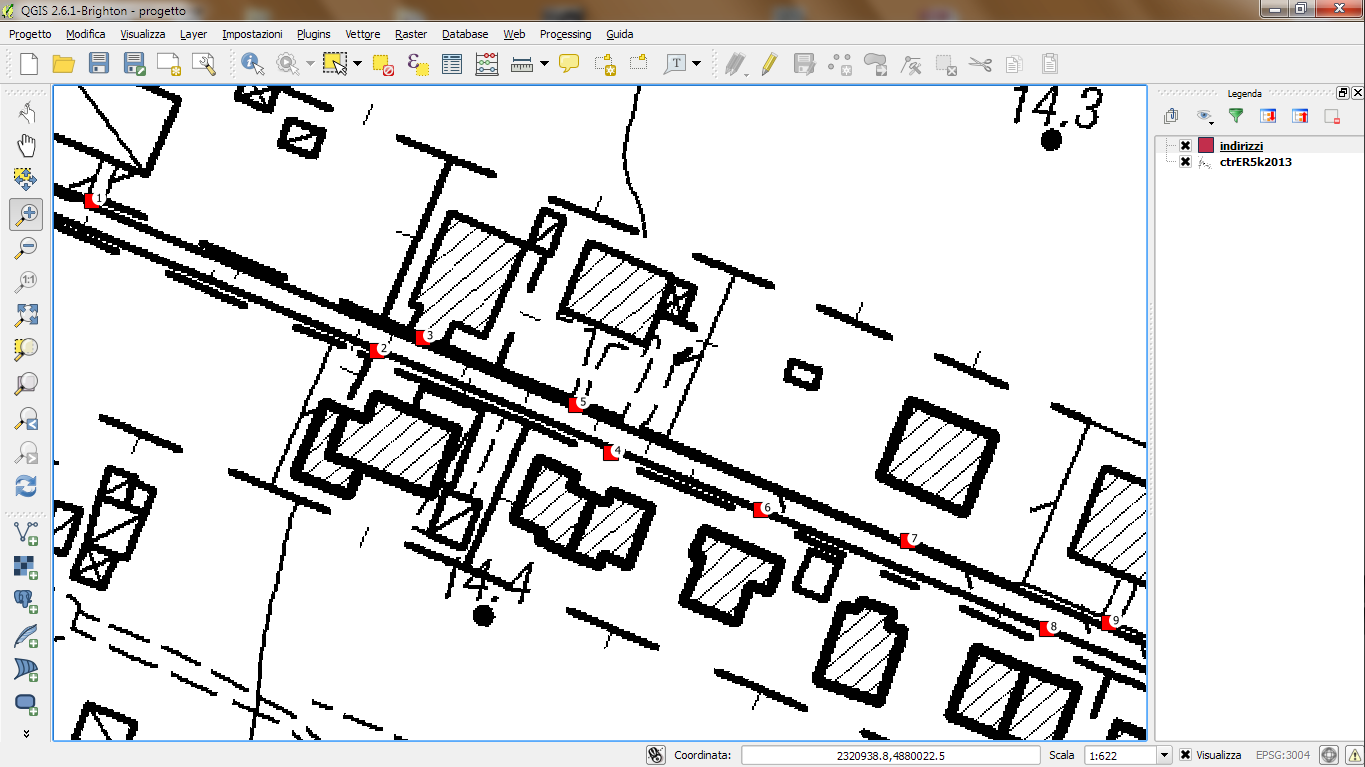 QGIS 2.6.1-Brighton - progetto
Progetto Modifica Visualizza Layer Impostazioni Plugins Vettore Raster Database Web Processing Guida
Legenda
14.3
indirizzi
ctrER5k2013
1
2
3
5
4
6
7
8
9
14.4
1:1
T
ε
Coordinata: 2320938.8,4880022.5 Scala 1:622 Visualizza EPSG:3004